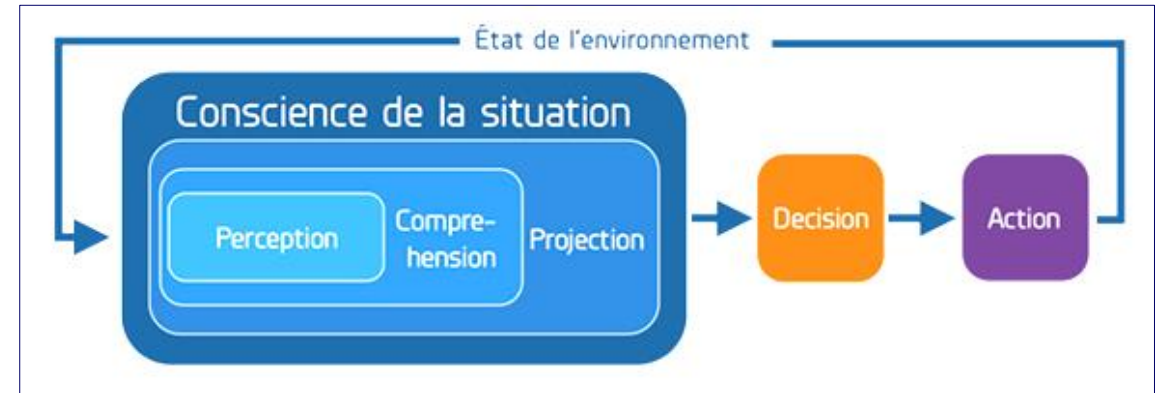 État de l'environnement
Conscience de la situation
Perception
Compre-
hension
Projection
Decision
Action